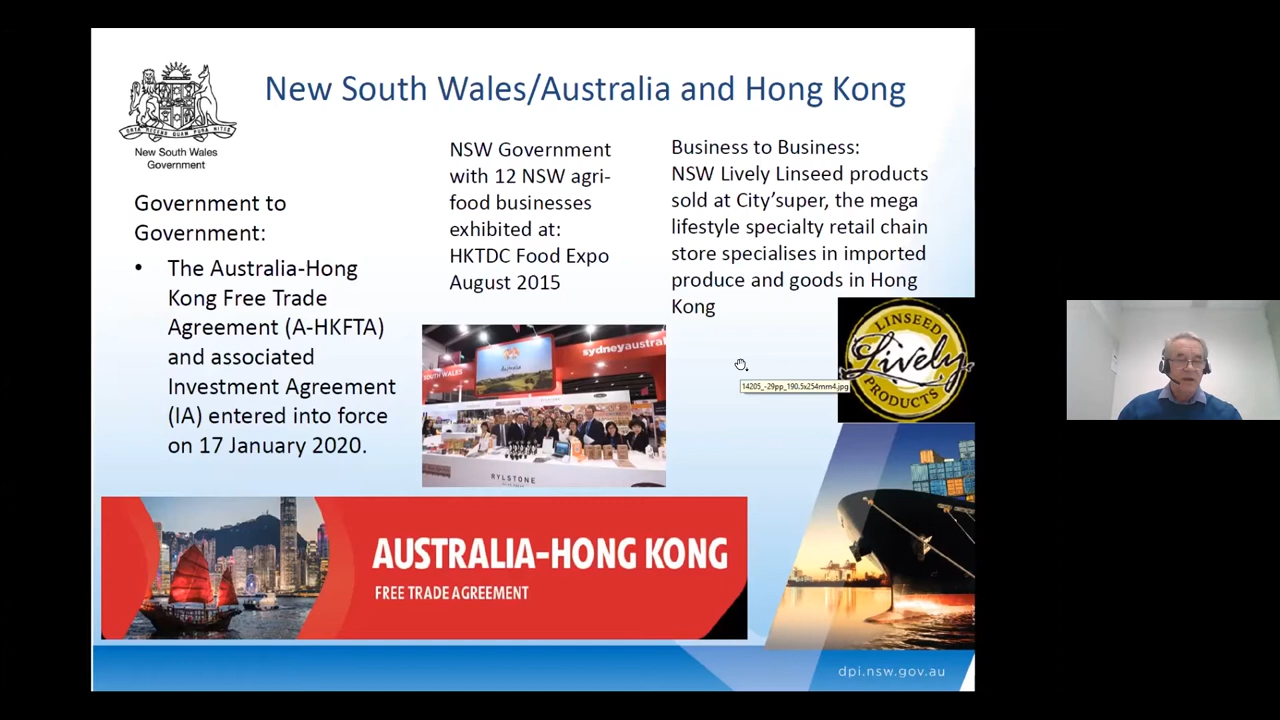 New South Wales/Australia and Hong Kong
New South Wales
Government
Government to
Government:
• The Australia-Hong
Kong Free Trade
Agreement (A-HKFTA)
and associated
Investment Agreement
(IA) entered into force
on 17 January 2020.
NSW Government
with 12 NSW agri-
food businesses
exhibited at:
HKTDC Food Expo
August 2015
Business to Business:
NSW Lively Linseed products
sold at City’super, the mega
lifestyle specialty retail chain
store specialises in imported
produce and goods in Hong
Kong
SOUTH WALES
Australia
sydneyaustral
RYLSTONE
14205_-29pp_190.5x254mm4.jpg
LINSEED
Lively
PRODUCTS
AUSTRALIA-HONG KONG
FREE TRADE AGREEMENT
dpi.nsw.gov.au